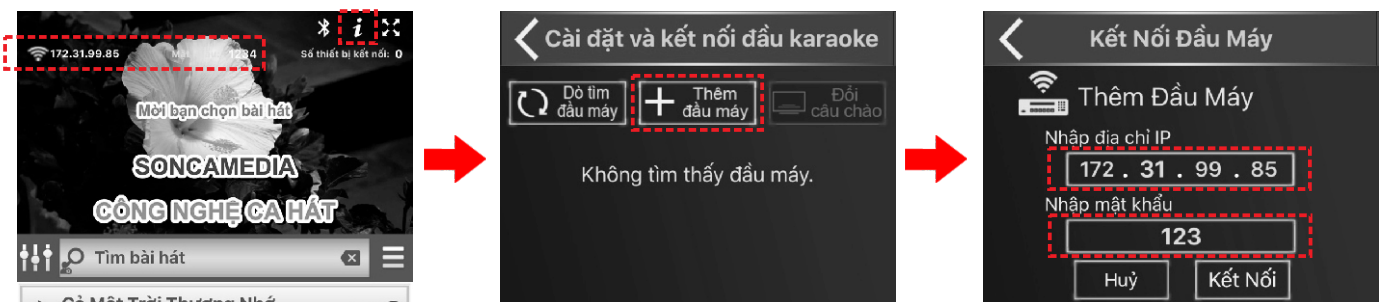 i
172.31.99.85
1234
Số thiết bị kết nối: 0
Mời bạn chọn bài hát
SONCAMEDIA
CÔNG NGHỆ CA HÁT
Tìm bài hát
Cài đặt và kết nối đầu karaoke
Dò tìm
đầu máy
Thêm
đầu máy
Đổi
câu chào
Không tìm thấy đầu máy.
Kết Nối Đầu Máy
Thêm Đầu Máy
Nhập địa chỉ IP
172 . 31 . 99 . 85
Nhập mật khẩu
123
Huỷ
Kết Nối